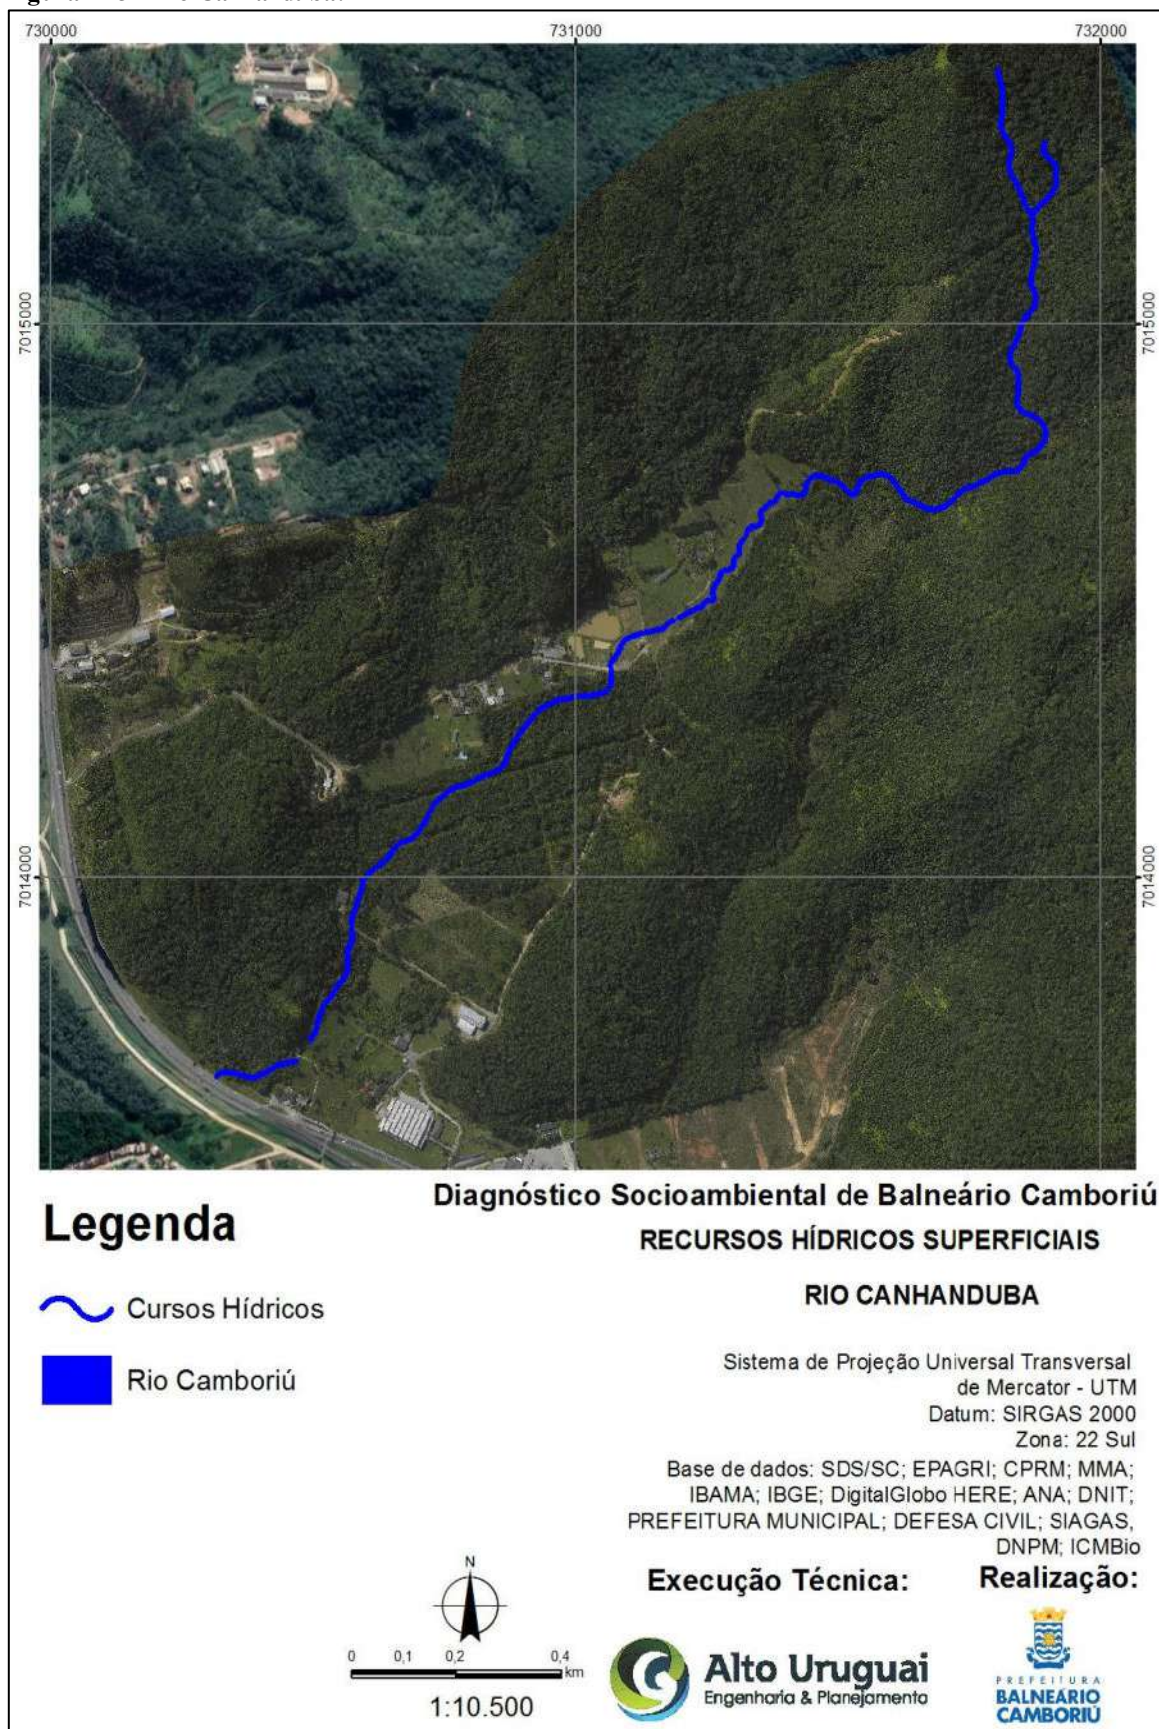 730000
731000
732000
7015000
7015000
7014000
7014000
Legenda
Cursos Hídricos
Rio Camboriú
Diagnóstico Socioambiental de Balneário Camboriú
RECURSOS HÍDRICOS SUPERFICIAIS
RIO CANHANDUBA
Sistema de Projeção Universal Transversal
de Mercator - UTM
Datum: SIRGAS 2000
Zona: 22 Sul
Base de dados: SDS/SC; EPAGRI; CPRM; MMA;
IBAMA; IBGE; DigitalGlobo HERE; ANA; DNIT;
PREFEITURA MUNICIPAL; DEFESA CIVIL; SIAGAS,
DNPM; ICMBio
Execução Técnica:
Realização:
N
0 0,1 0,2 0,4
km
1:10.500
Alto Uruguai
Engenharia & Planejamento
PREFEITURA
BALNEÁRIO
CAMBORIÚ